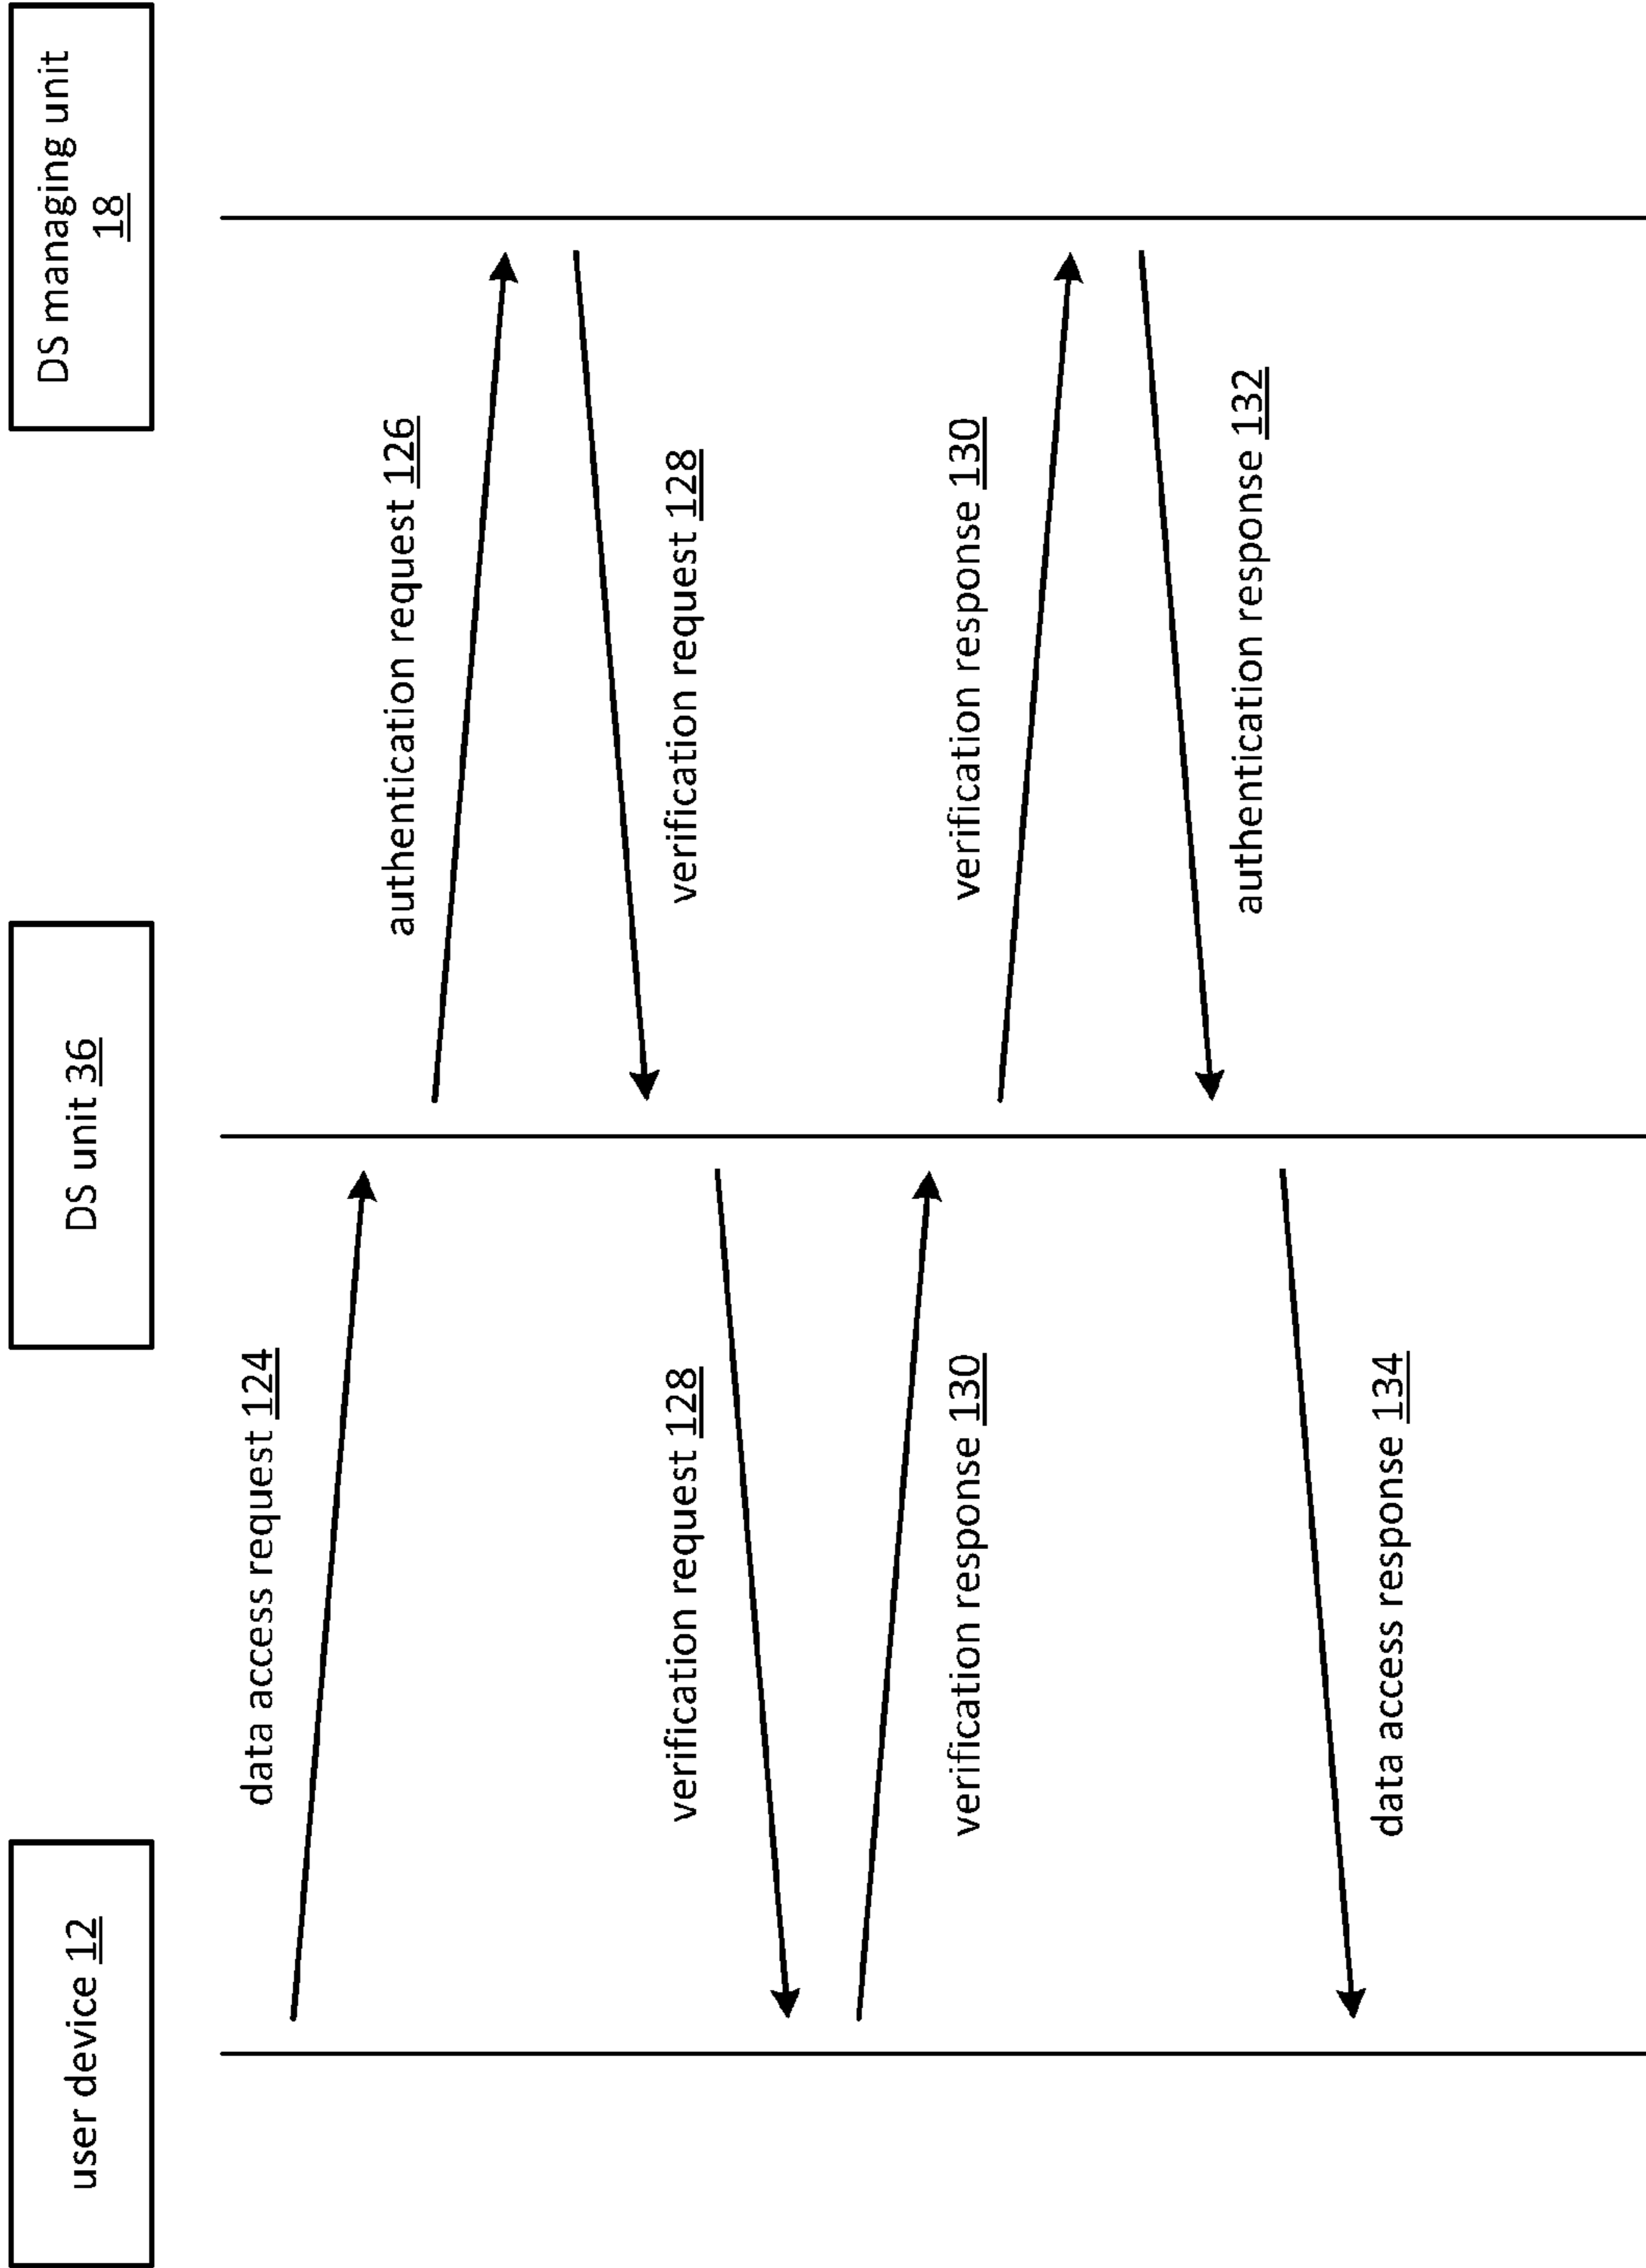 user device 12
DS unit 36
DS managing unit
18
data access request 124
authentication request 126
verification request 128
verification request 128
verification response 130
verification response 130
authentication response 132
data access response 134